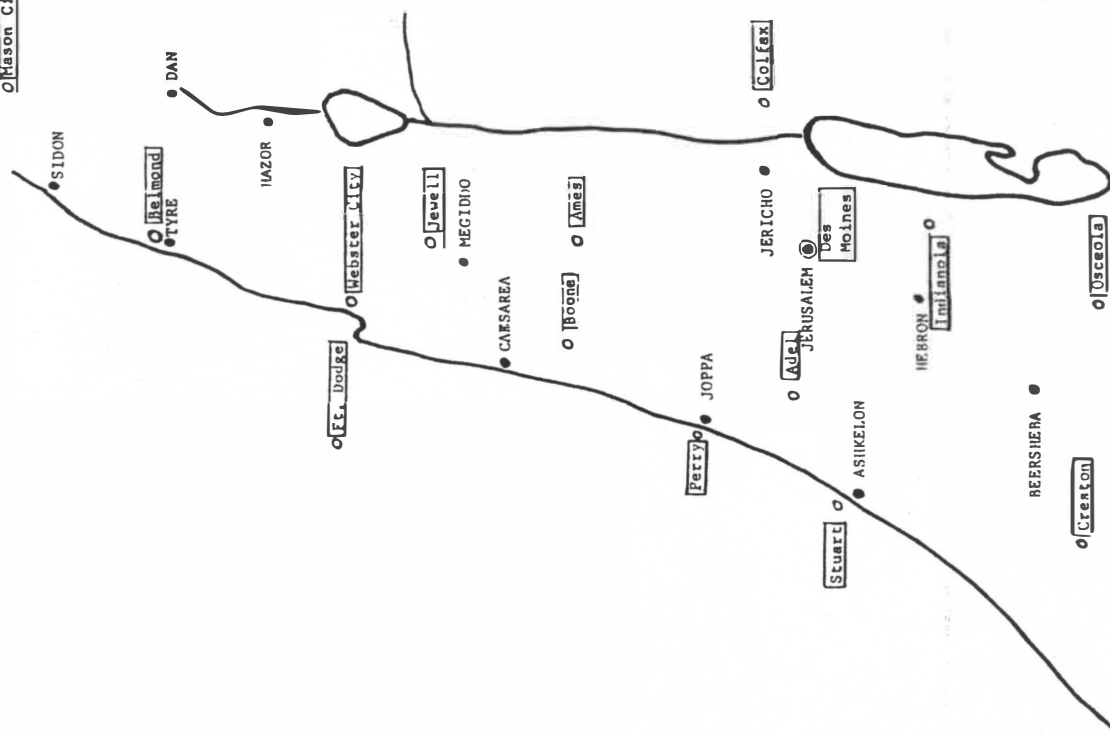 Mason Ci
SIDON
Belmond
TYRE
DAN
HAZOR
Ft. Dodge
Webster City
Jewell
MEGIDDO
CAESAREA
Boone
Ames
Perry
JOPPA
Colfax
JERICHO
Adel
JERUSALEM
Des
Moines
Stuart
ASHKELON
HEBRON
Indianola
BEERSHEBA
Creston
Osceola